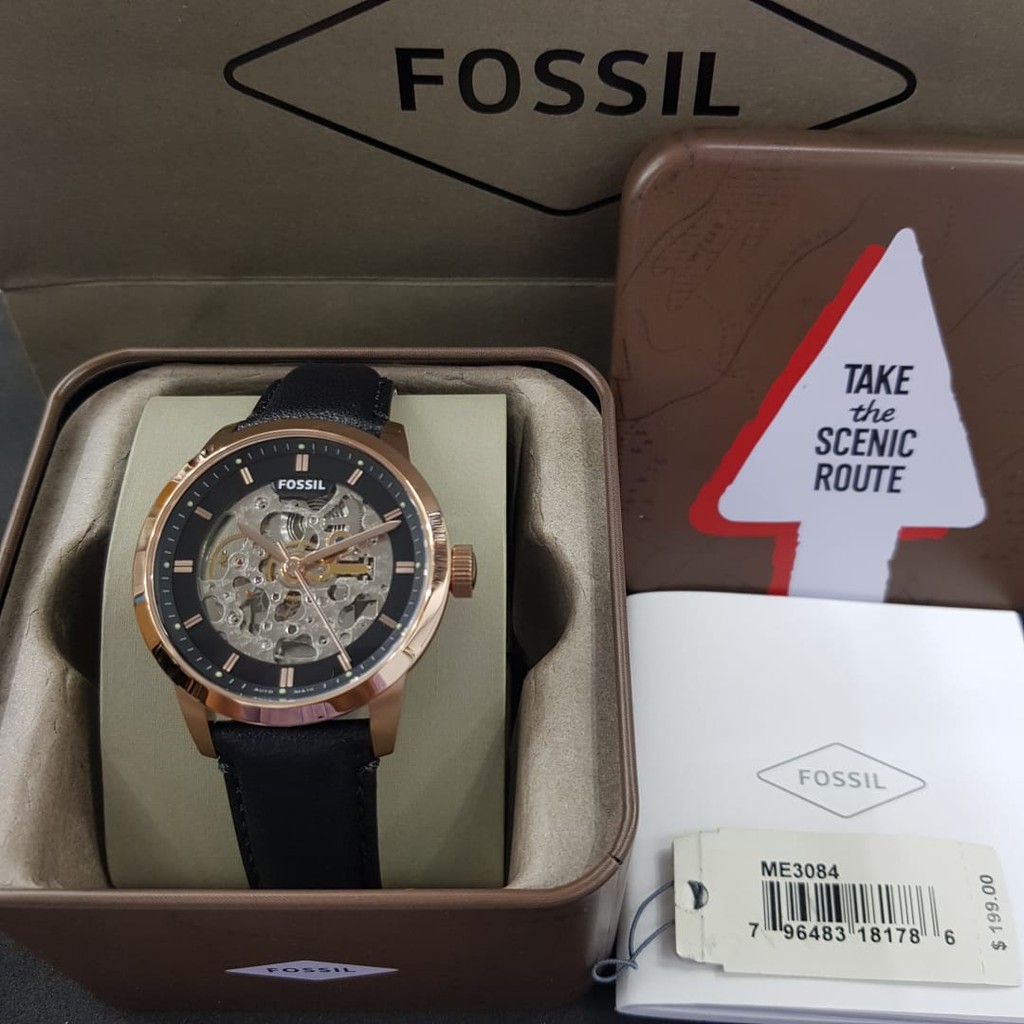 FOSSIL
TAKE
the
SCENIC
ROUTE
FOSSIL
AUTO
FOSSIL
ME3084
7 96483 18178 6
$ 199.00
FOSSIL